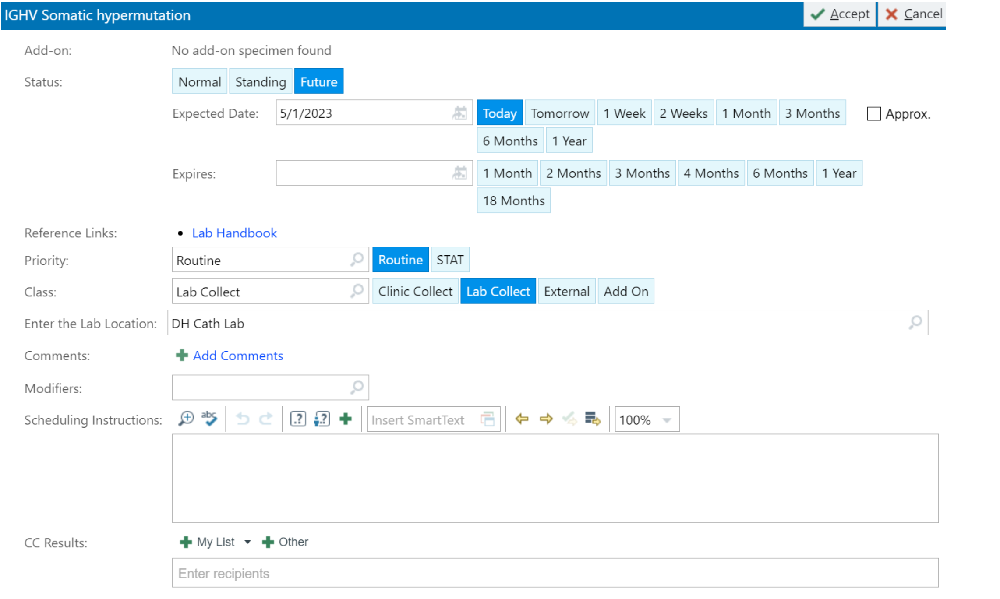 IGHV Somatic hypermutation Accept Cancel
Add-on: No add-on specimen found
Status: Normal Standing Future
Expected Date: 5/1/2023 Today Tomorrow 1 Week 2 Weeks 1 Month 3 Months Approx.
6 Months 1 Year
Expires: 1 Month 2 Months 3 Months 4 Months 6 Months 1 Year
18 Months
Reference Links: • Lab Handbook
Priority: Routine Routine STAT
Class: Lab Collect Clinic Collect Lab Collect External Add On
Enter the Lab Location: DH Cath Lab
Comments: Add Comments
Modifiers:
Scheduling Instructions: abc .? .? Insert SmartText 100%
CC Results: My List Other
Enter recipients